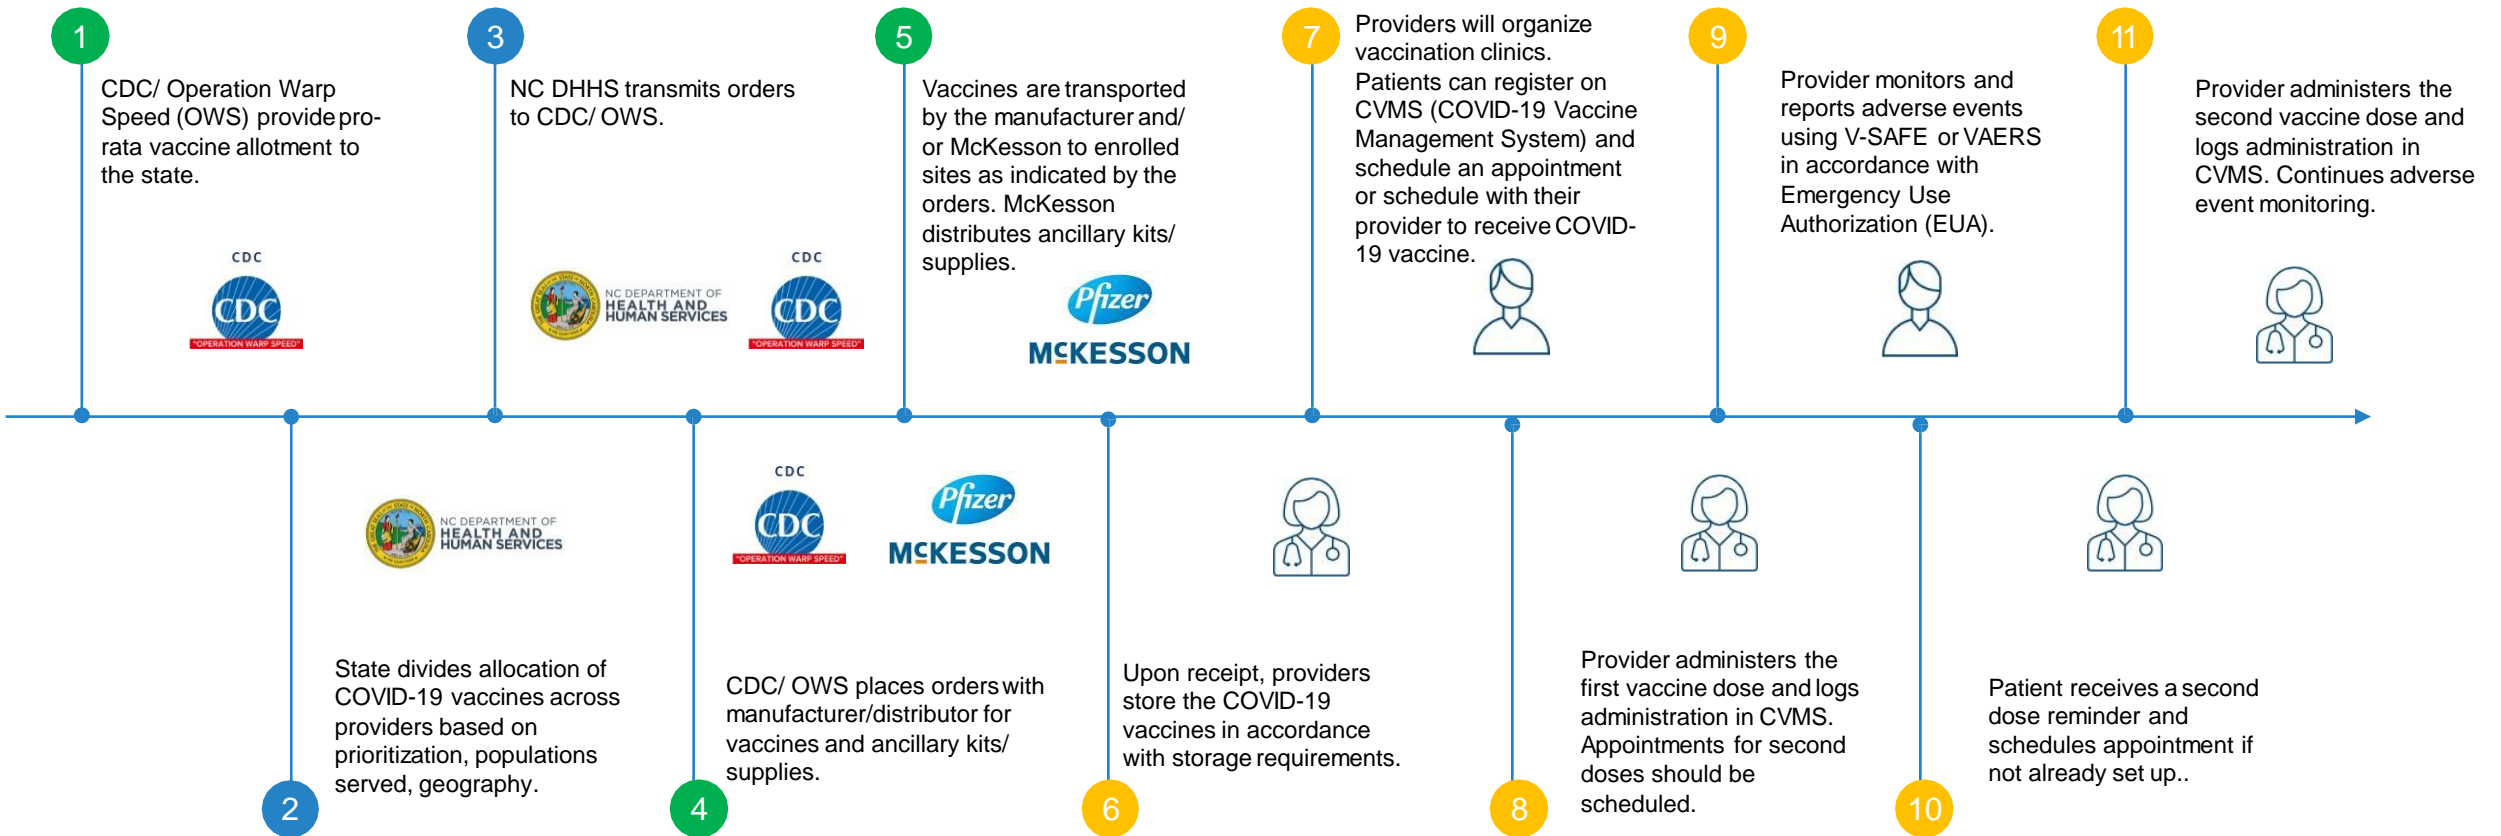 1
CDC/ Operation Warp
Speed (OWS) provide pro-
rata vaccine allotment to
the state.
CDC
CDC
"OPERATION WARP SPEED"
3
NC DHHS transmits orders
to CDC/ OWS.
NC DEPARTMENT OF
HEALTH AND
HUMAN SERVICES
CDC
CDC
"OPERATION WARP SPEED"
5
Vaccines are transported
by the manufacturer and/
or McKesson to enrolled
sites as indicated by the
orders. McKesson
distributes ancillary kits/
supplies.
Pfizer
MCKESSON
7
Providers will organize
vaccination clinics.
Patients can register on
CVMS (COVID-19 Vaccine
Management System) and
schedule an appointment
or schedule with their
provider to receive COVID-
19 vaccine.
9
Provider monitors and
reports adverse events
using V-SAFE or VAERS
in accordance with
Emergency Use
Authorization (EUA).
11
Provider administers the
second vaccine dose and
logs administration in
CVMS. Continues adverse
event monitoring.
NC DEPARTMENT OF
HEALTH AND
HUMAN SERVICES
State divides allocation of
COVID-19 vaccines across
providers based on
prioritization, populations
served, geography.
2
CDC
CDC
"OPERATION WARP SPEED"
Pfizer
MCKESSON
CDC/ OWS places orders with
manufacturer/distributor for
vaccines and ancillary kits/
supplies.
4
Upon receipt, providers
store the COVID-19
vaccines in accordance
with storage requirements.
6
Provider administers the
first vaccine dose and logs
administration in CVMS.
Appointments for second
doses should be
scheduled.
8
Patient receives a second
dose reminder and
schedules appointment if
not already set up..
10